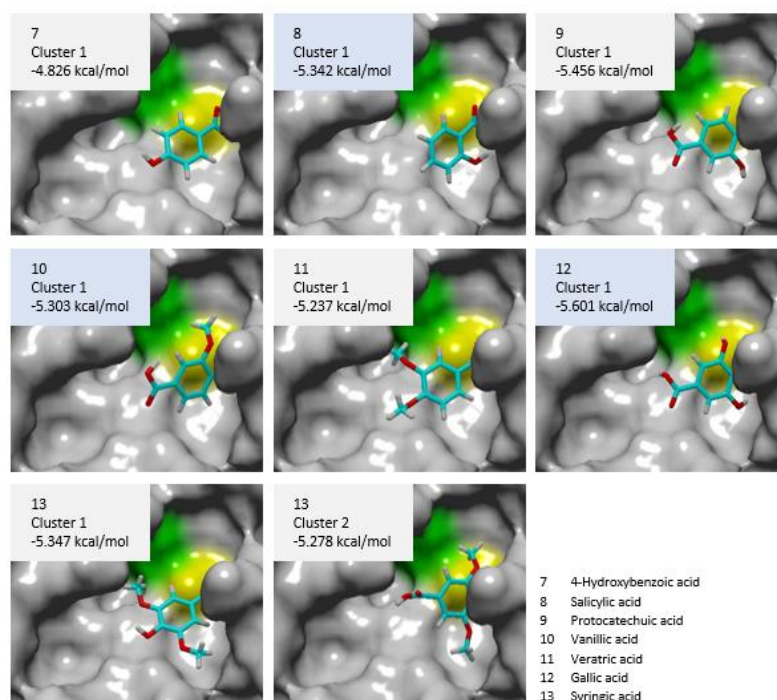 7
Cluster 1
-4.826 kcal/mol
8
Cluster 1
-5.342 kcal/mol
9
Cluster 1
-5.456 kcal/mol
10
Cluster 1
-5.303 kcal/mol
11
Cluster 1
-5.237 kcal/mol
12
Cluster 1
-5.601 kcal/mol
13
Cluster 1
-5.347 kcal/mol
13
Cluster 2
-5.278 kcal/mol
7 4-Hydroxybenzoic acid
8 Salicylic acid
9 Protocatechuic acid
10 Vanillic acid
11 Veratric acid
12 Gallic acid
13 Syringic acid